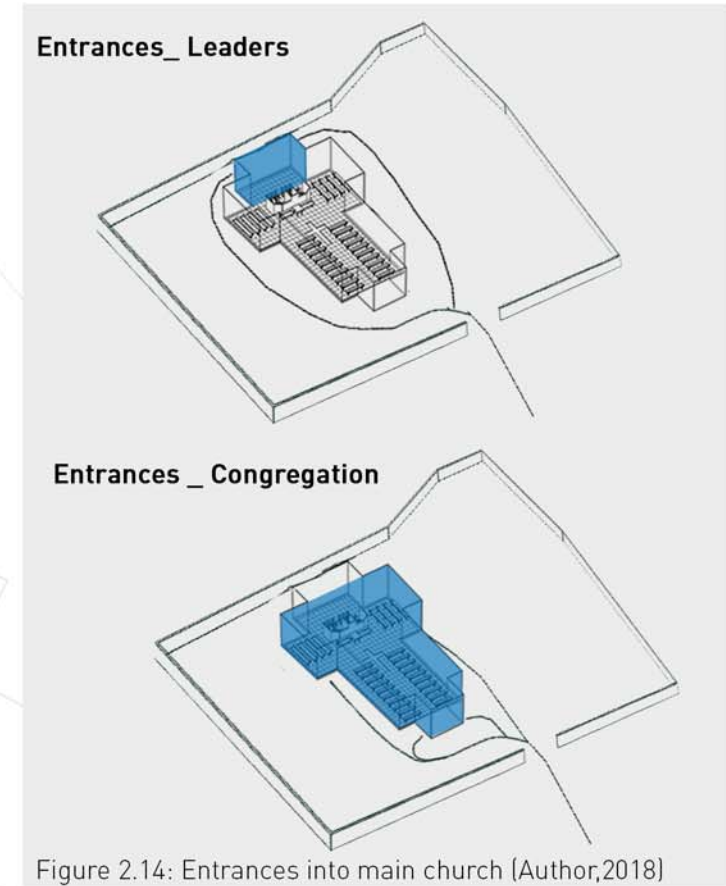 Entrances_ Leaders
Entrances _ Congregation
Figure 2.14: Entrances into main church (Author,2018)